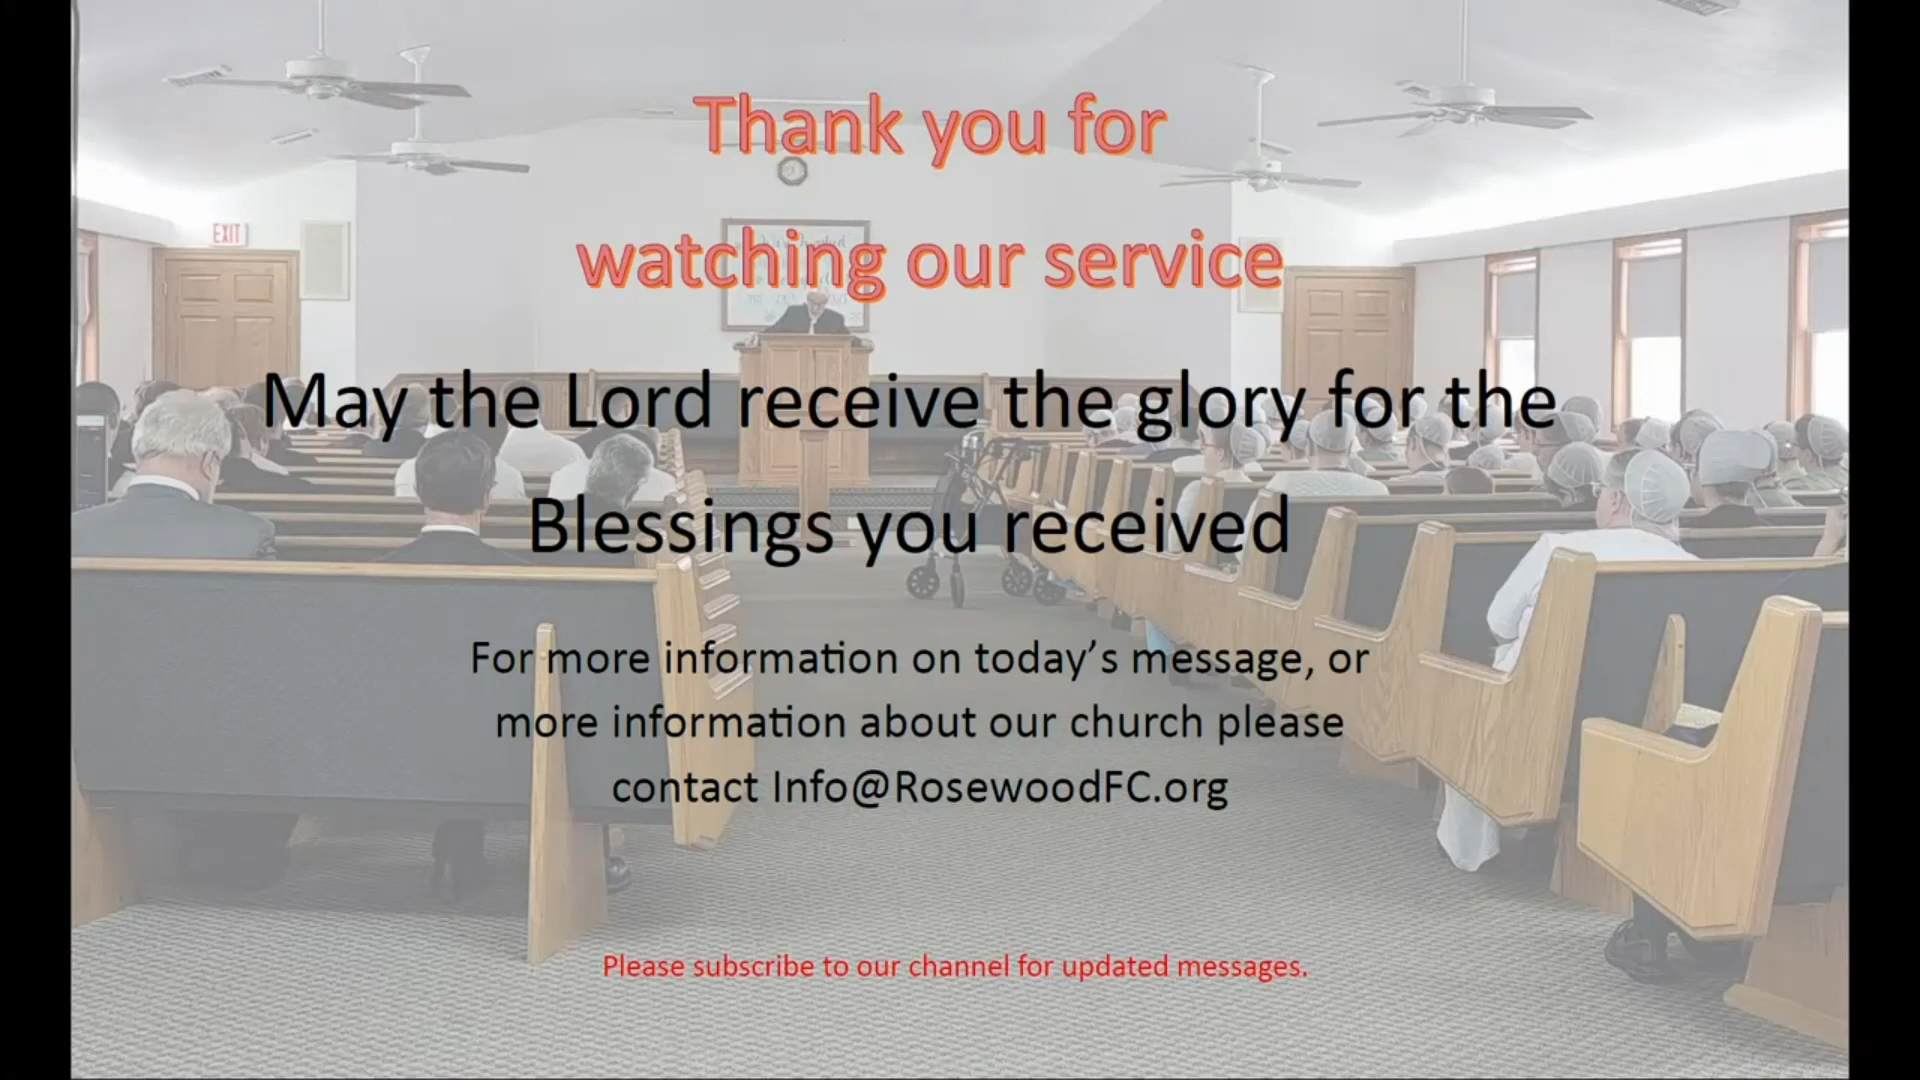 Thank you for
EXIT
watching our service
May the Lord receive the glory for the
Blessings you received
For more information on today's message, or
more information about our church please
contact Info@RosewoodFC.org
Please subscribe to our channel for updated messages.